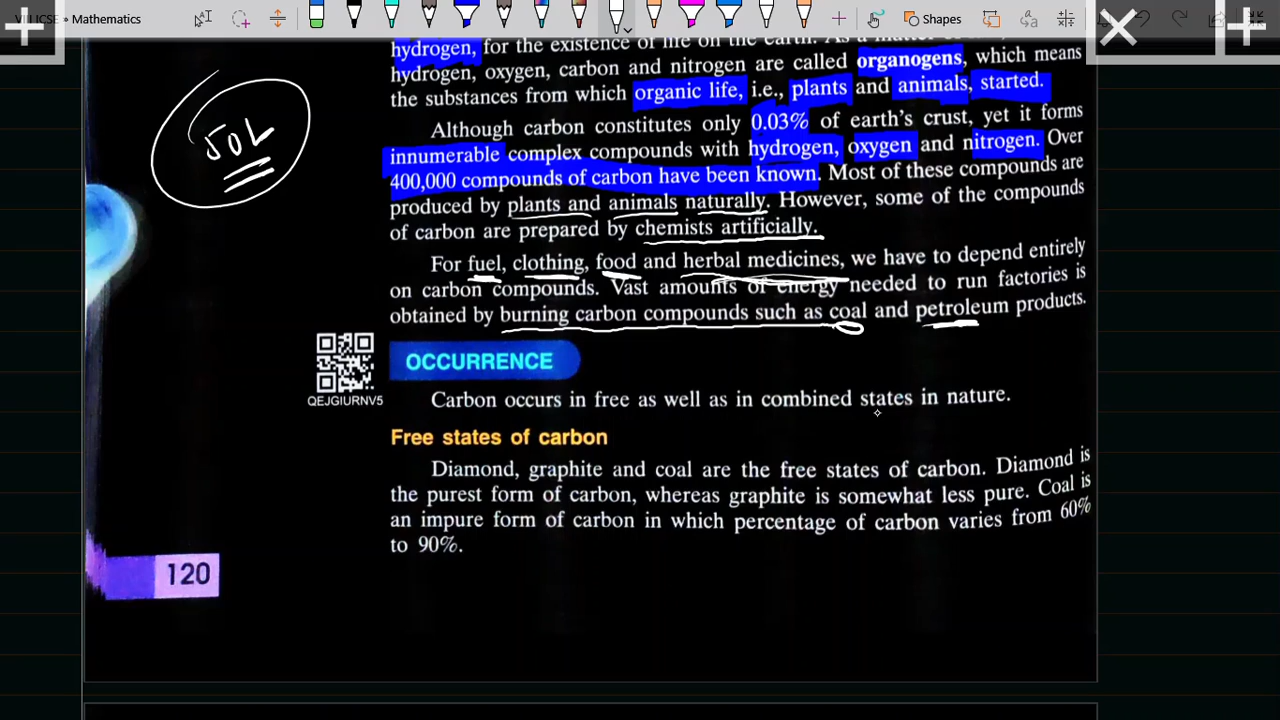 VIII CSE » Mathematics
Shapes
hydrogen, for the existence of life on the earth. As a matter of
hydrogen, oxygen, carbon and nitrogen are called organogens, which means
the substances from which organic life, i.e., plants and animals, started.
Although carbon constitutes only 0.03% of earth's crust, yet it forms
innumerable complex compounds with hydrogen, oxygen and nitrogen. Over
400,000 compounds of carbon have been known. Most of these compounds are
produced by plants and animals naturally. However, some of the compounds
of carbon are prepared by chemists artificially.
For fuel, clothing, food and herbal medicines, we have to depend entirely
on carbon compounds. Vast amounts of energy needed to run factories is
obtained by burning carbon compounds such as coal and petroleum products.
QEJGIURNV5
OCCURRENCE
Carbon occurs in free as well as in combined states in nature.
Free states of carbon
Diamond, graphite and coal are the free states of carbon. Diamond is
the purest form of carbon, whereas graphite is somewhat less pure. Coal is
an impure form of carbon in which percentage of carbon varies from 60%
to 90%.
120